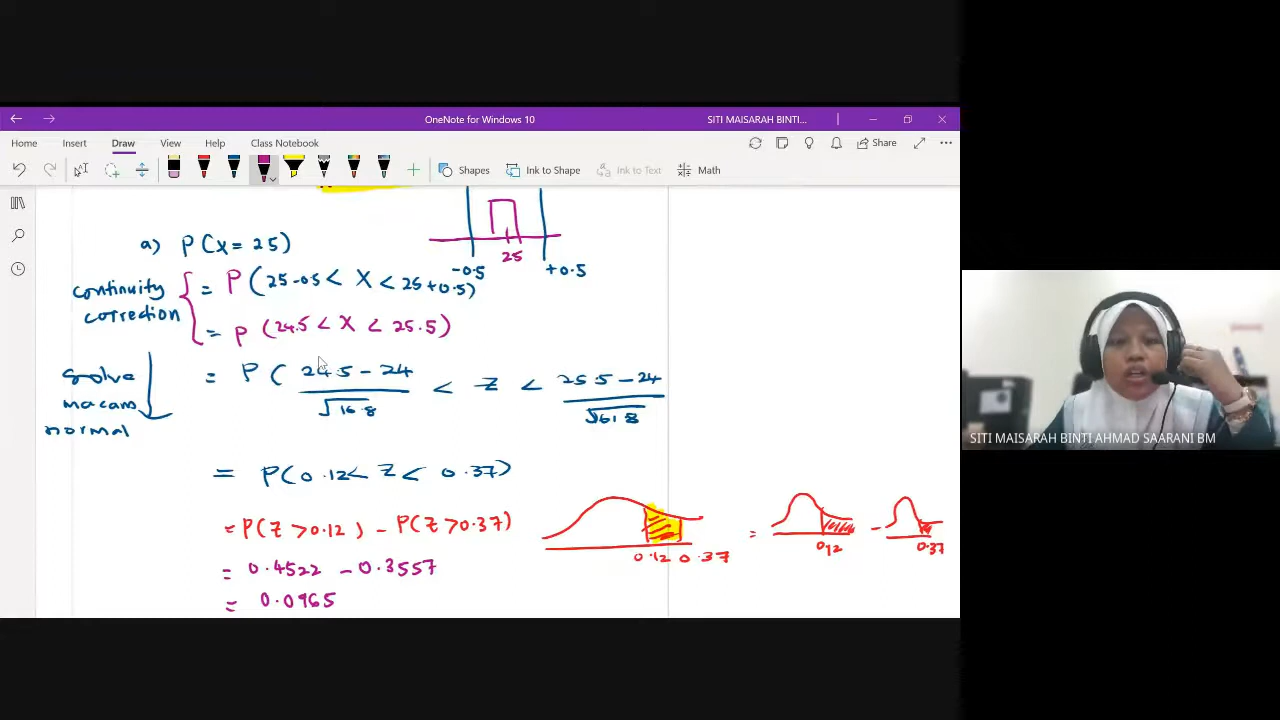 OneNote for Windows 10
SITI MAISARAH BINTI...
Home Insert Draw View Help Class Notebook
Share
Shapes Ink to Shape Ink to Text Math
a) P(X = 25)
25
-0.5 +0.5
continuity correction
= P(25-0.5 < X < 25+0.5)
= P(24.5 < X < 25.5)
solve macam normal
= P( 24.5-24 / √16.8 < Z < 25.5-24 / √61.8
= P(0.12 < Z < 0.37)
= P(Z > 0.12) - P(Z > 0.37)
0.12 0.37 = 0.12 - 0.37
= 0.4522 - 0.3557
= 0.0965
SITI MAISARAH BINTI AHMAD SAARANI BM